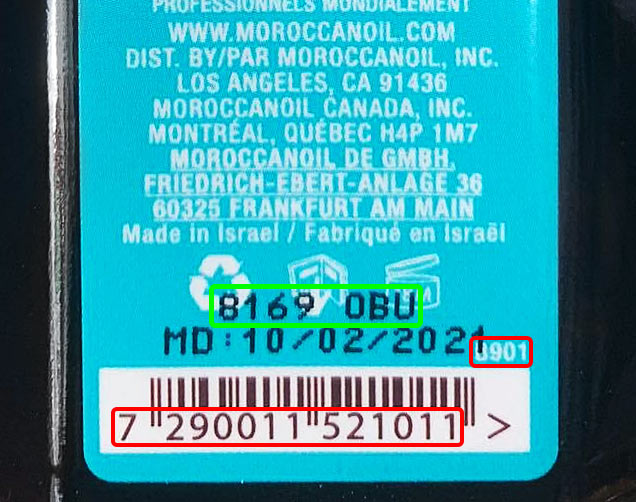 PROFESSIONNELS MONDIALEMENT
WWW.MOROCCANOIL.COM
DIST. BY/PAR MOROCCANOIL, INC.
LOS ANGELES, CA 91436
MOROCCANOIL CANADA, INC.
MONTRÉAL, QUÉBEC H4P 1M7
MOROCCANOIL DE GMBH,
FRIEDRICH-EBERT-ANLAGE 36
60325 FRANKFURT AM MAIN
Made in Israel / Fabriqué en Israël
8169 OBU
MD:10/02/2021
7 290011 521011 >